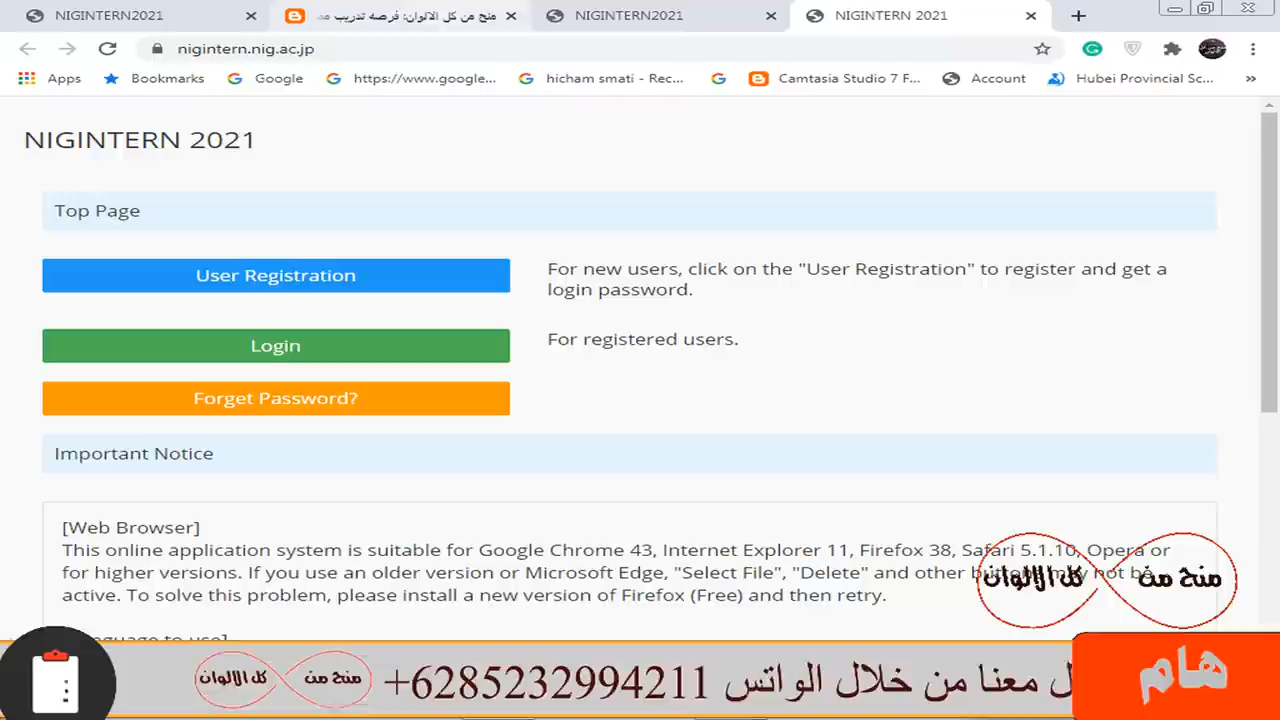 NIGINTERN2021
منح من كل الالوان: فرصه تدريب
NIGINTERN2021
NIGINTERN 2021
nigintern.nig.ac.jp
Apps
Bookmarks
Google
https://www.google...
hicham smati - Rec...
Camtasia Studio 7 F...
Account
Hubei Provincial Sc...
NIGINTERN 2021
Top Page
User Registration
For new users, click on the "User Registration" to register and get a
login password.
Login
For registered users.
Forget Password?
Important Notice
[Web Browser]
This online application system is suitable for Google Chrome 43, Internet Explorer 11, Firefox 38, Safari 5.1.10, Opera or
for higher versions. If you use an older version or Microsoft Edge, "Select File", "Delete" and other may not be
active. To solve this problem, please install a new version of Firefox (Free) and then retry.
منح من كل الالوان
to use]
منح من كل الالوان
معنا من خلال الواتس +6285232994211
هام